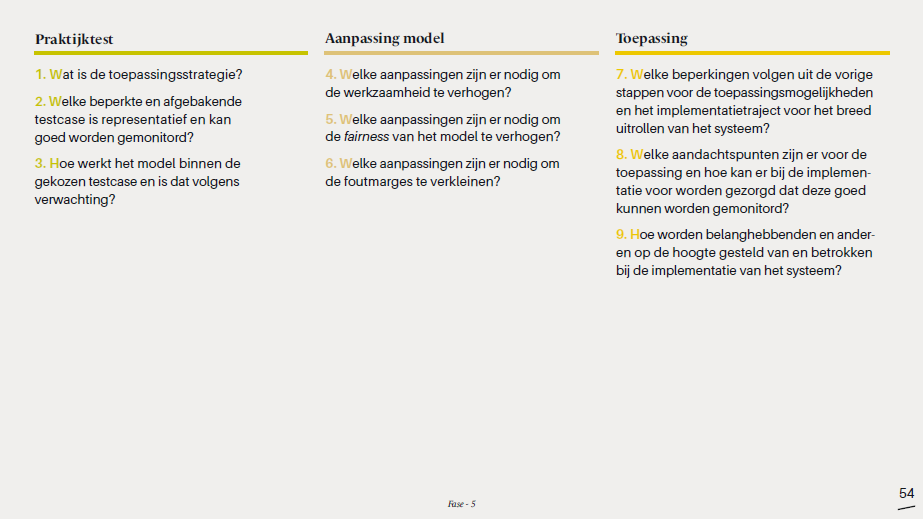 Praktijktest
1. Wat is de toepassingsstrategie?
2. Welke beperkte en afgebakende
testcase is representatief en kan
goed worden gemonitord?
3. Hoe werkt het model binnen de
gekozen testcase en is dat volgens
verwachting?
Aanpassing model
4. Welke aanpassingen zijn er nodig om
de werkzaamheid te verhogen?
5. Welke aanpassingen zijn er nodig om
de fairness van het model te verhogen?
6. Welke aanpassingen zijn er nodig om
de foutmarges te verkleinen?
Toepassing
7. Welke beperkingen volgen uit de vorige
stappen voor de toepassingsmogelijkheden
en het implementatietraject voor het breed
uitrollen van het systeem?
8. Welke aandachtspunten zijn er voor de
toepassing en hoe kan er bij de implemen-
tatie voor worden gezorgd dat deze goed
kunnen worden gemonitord?
9. Hoe worden belanghebbenden en ander-
en op de hoogte gesteld van en betrokken
bij de implementatie van het systeem?
Fase - 5
54